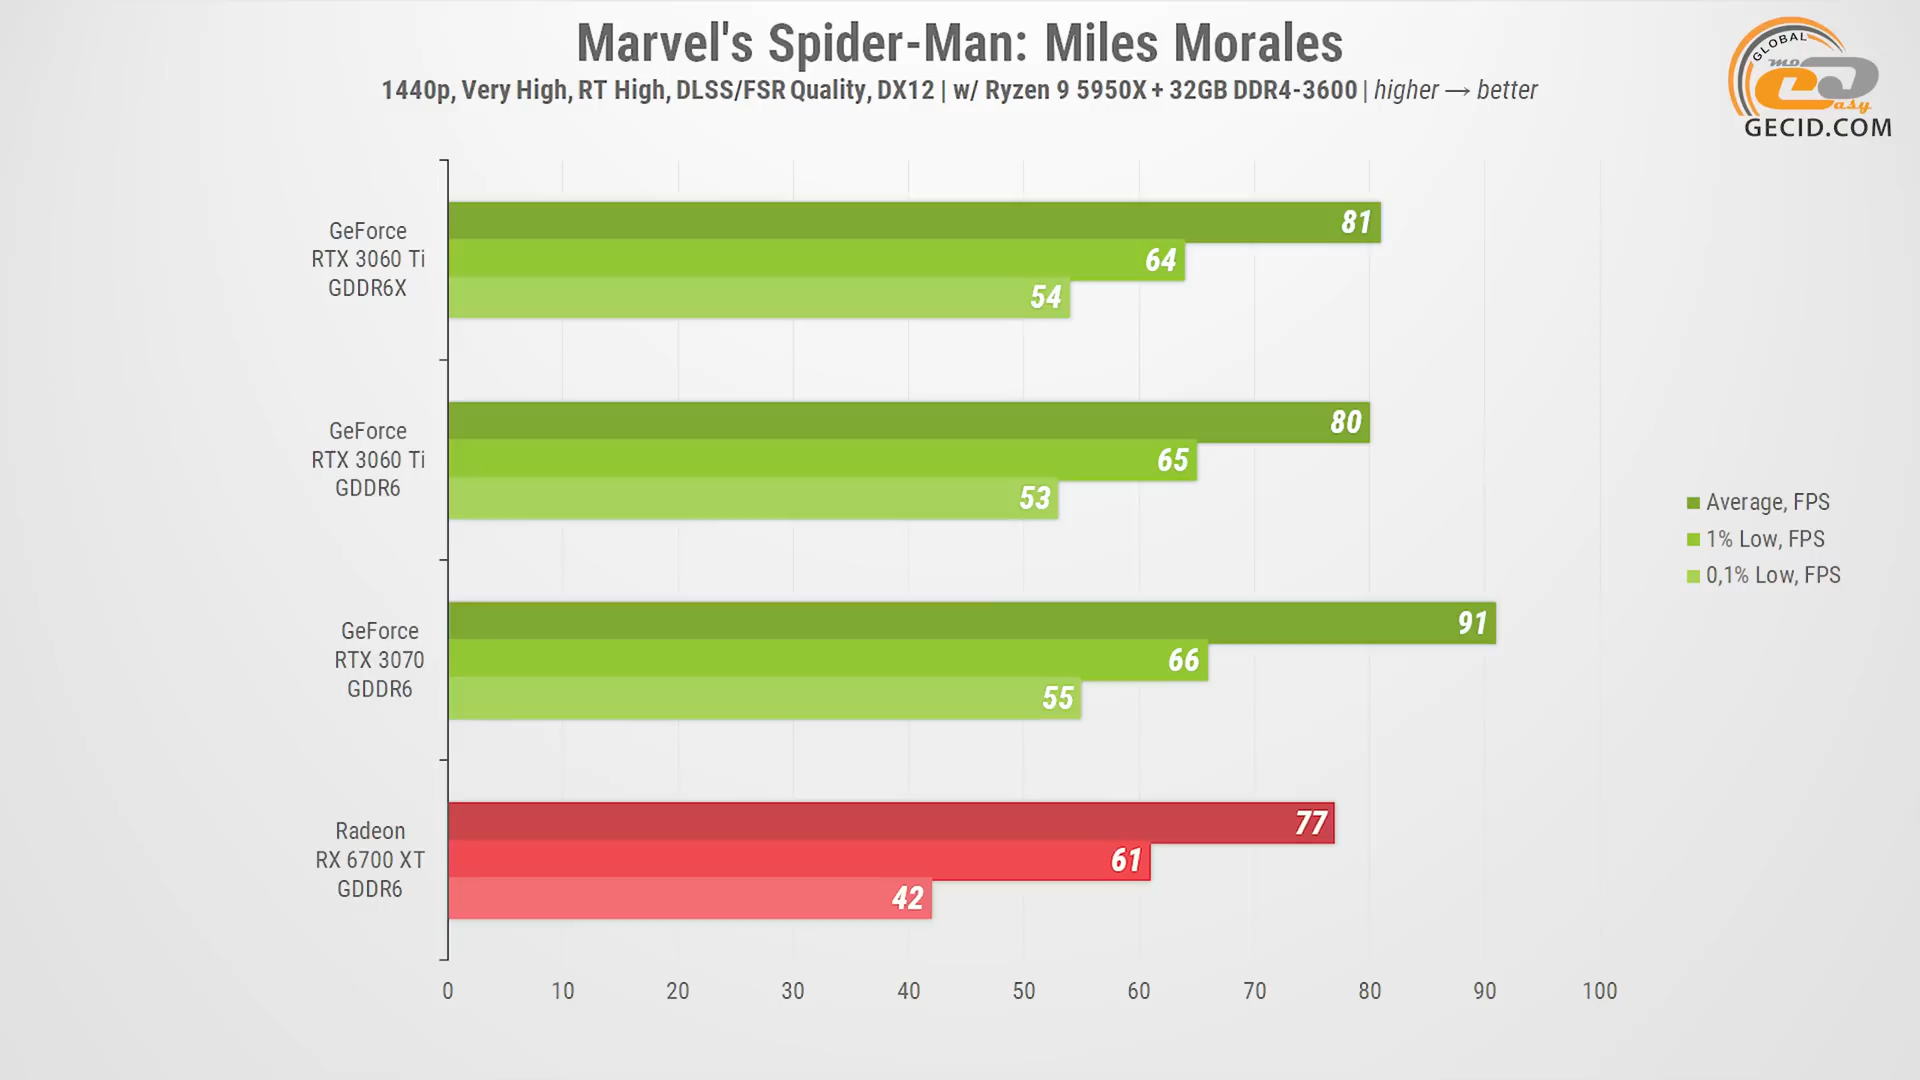 Marvel's Spider-Man: Miles Morales
1440p, Very High, RT High, DLSS/FSR Quality, DX12 | w/ Ryzen 9 5950X + 32GB DDR4-3600 | higher → better
GLOBAL
mo
easy
GECID.COM
GeForce
RTX 3060 Ti
GDDR6X
81
64
54
GeForce
RTX 3060 Ti
GDDR6
80
65
53
GeForce
RTX 3070
GDDR6
91
66
55
Radeon
RX 6700 XT
GDDR6
77
61
42
Average, FPS
1% Low, FPS
0,1% Low, FPS
0 10 20 30 40 50 60 70 80 90 100